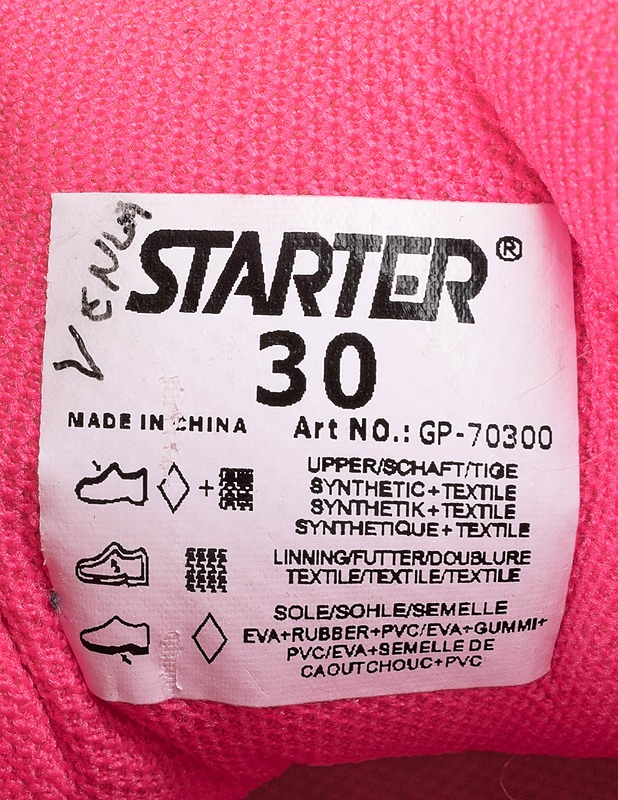 VENLA
STARTER®
30
MADE IN CHINA
Art NO.: GP-70300
UPPER/SCHAFT/TIGE
SYNTHETIC+TEXTILE
SYNTHETIK+TEXTILE
SYNTHETIQUE+TEXTILE
LINNING/FUTTER/DOUBLURE
TEXTILE/TEXTILE/TEXTILE
SOLE/SOHLE/SEMELLE
EVA+RUBBER+PVC/EVA+GUMMI+
PVC/EVA+SEMELLE DE
CAOUTCHOUC+PVC